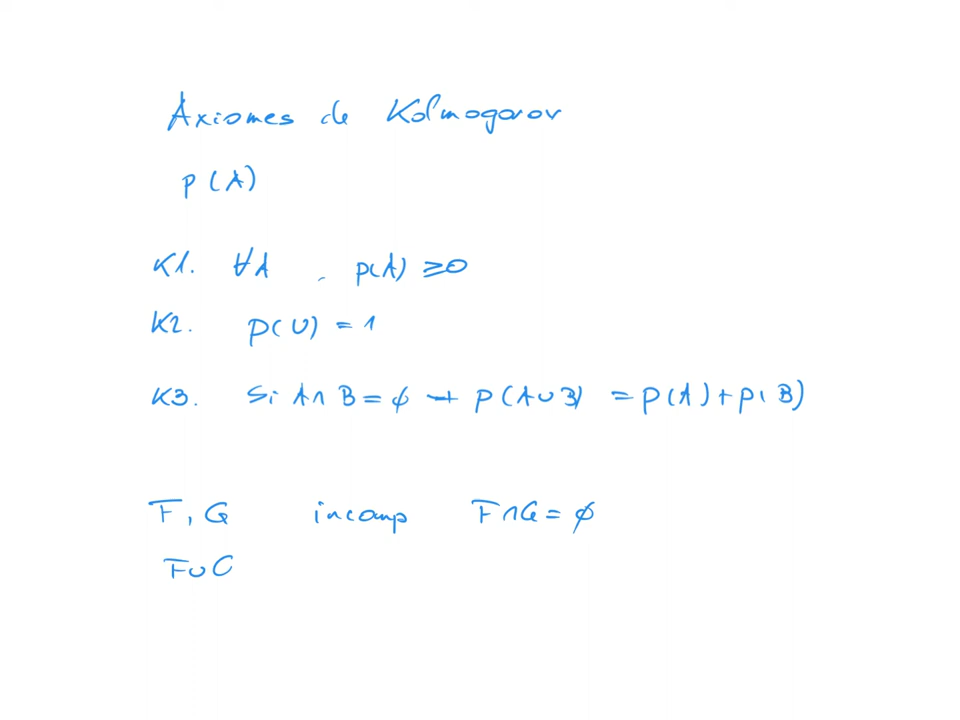 Axiomes de Kolmogorov
p(A)
K1. ∀A , p(A) ≥0
K2. p(U) = 1
K3. Si A∩B = ∅ → p(A∪B) = p(A)+p(B)
F, G incomp F∩G = ∅
F∪C